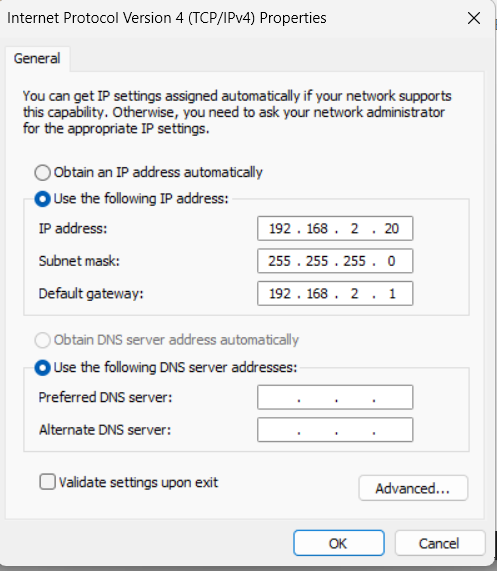 Internet Protocol Version 4 (TCP/IPv4) Properties
General
You can get IP settings assigned automatically if your network supports
this capability. Otherwise, you need to ask your network administrator
for the appropriate IP settings.
Obtain an IP address automatically
Use the following IP address:
IP address: 192 . 168 . 2 . 20
Subnet mask: 255 . 255 . 255 . 0
Default gateway: 192 . 168 . 2 . 1
Obtain DNS server address automatically
Use the following DNS server addresses:
Preferred DNS server: . . .
Alternate DNS server: . . .
Validate settings upon exit
Advanced...
OK Cancel